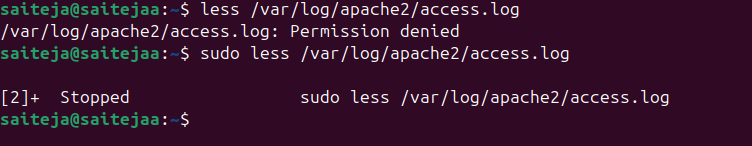 saiteja@saitejaa:~$ less /var/log/apache2/access.log
/var/log/apache2/access.log: Permission denied
saiteja@saitejaa:~$ sudo less /var/log/apache2/access.log
[2]+  Stopped                 sudo less /var/log/apache2/access.log
saiteja@saitejaa:~$